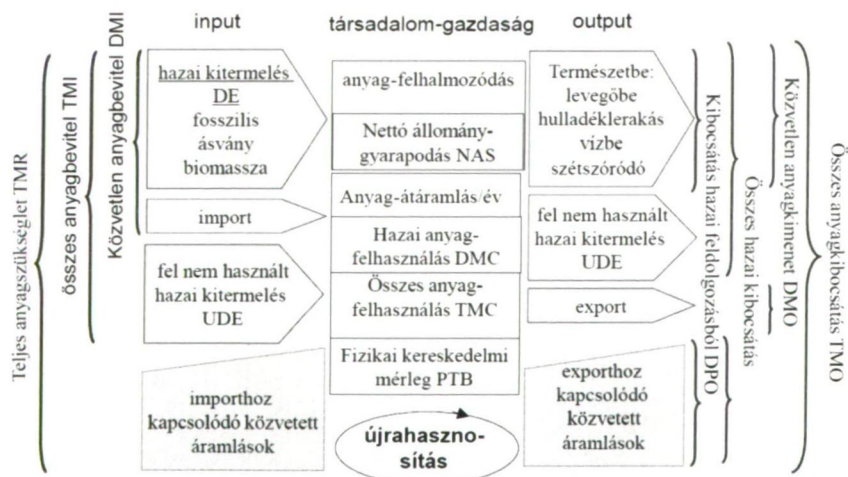 input
társadalom-gazdaság
output
Teljes anyagszükséglet TMR
összes anyagbevitel TMI
Közvetlen anyagbevitel DMI
hazai kitermelés
DE
fosszilis
ásvány
biomassza
import
fel nem használt
hazai kitermelés
UDE
importhoz
kapcsolódó közvetett
áramlások
anyag-felhalmozódás
Nettó állomány-
gyarapodás NAS
Anyag-átáramlás/év
Hazai anyag-
felhasználás DMC
Összes anyag-
felhasználás TMC
Fizikai kereskedelmi
mérleg PTB
újrahaszno-
sítás
Természetbe:
levegőbe
hulladéklerakás
vízbe
szétszóródó
fel nem használt
hazai kitermelés
UDE
export
exporthoz
kapcsolódó
közvetett
áramlások
Kibocsátás hazai feldolgozásból DPO
Összes hazai kibocsátás
Közvetlen anyagkimenet DMO
Összes anyagkibocsátás TMO